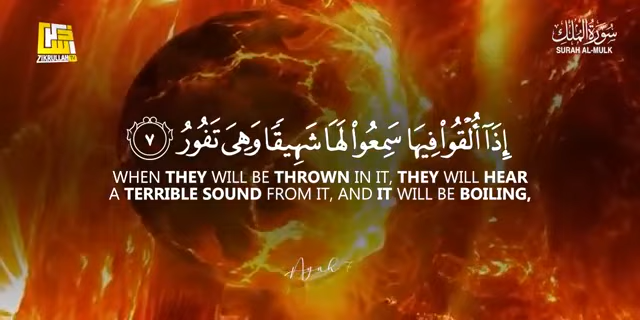 ZIKRULLAHTV
سُورَةُ المُلْكِ
SURAH AL-MULK
إِذَآ أُلْقُوا۟ فِيهَا سَمِعُوا۟ لَهَا شَهِيقًا وَهِىَ تَفُورُ ٧
WHEN THEY WILL BE THROWN IN IT, THEY WILL HEAR
A TERRIBLE SOUND FROM IT, AND IT WILL BE BOILING,
Ayah 7